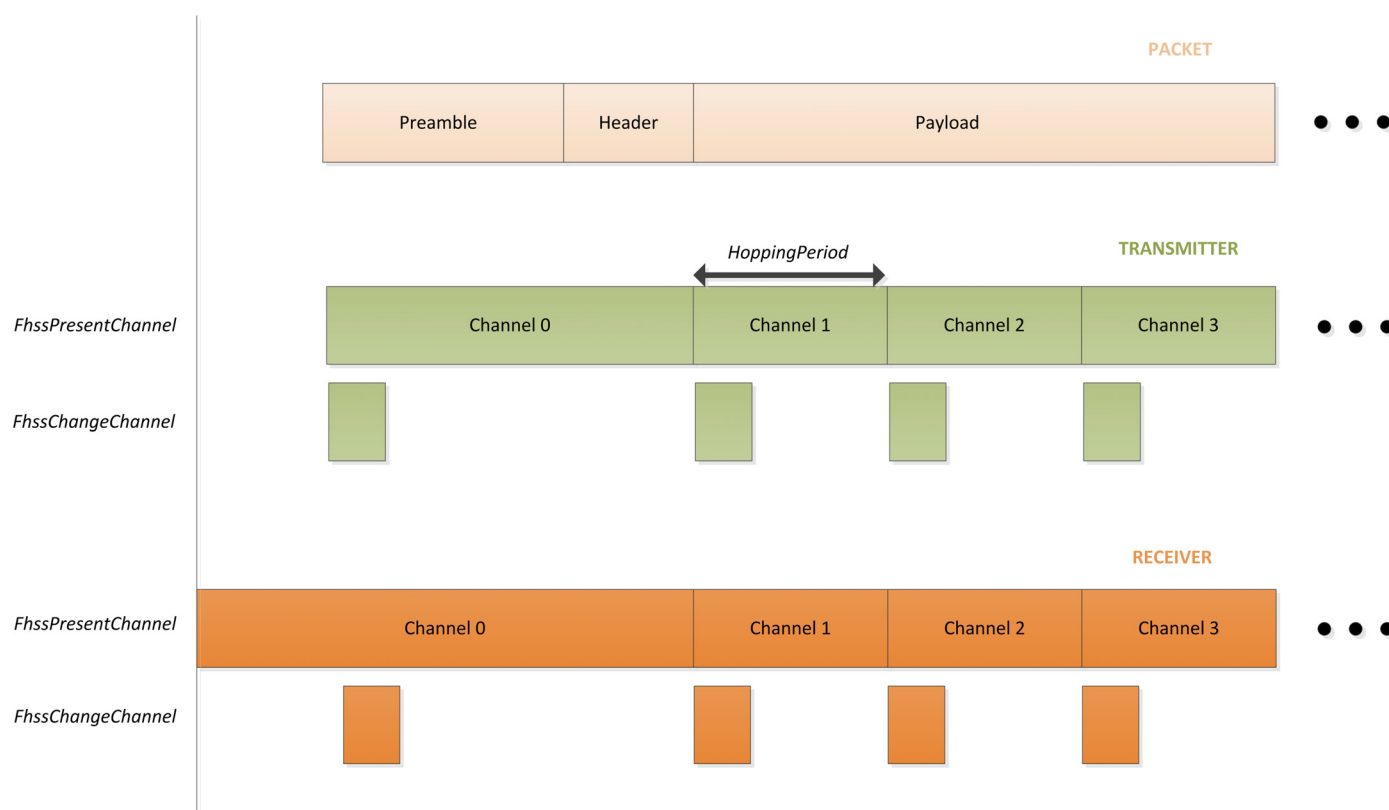 PACKET
Preamble
Header
Payload
HoppingPeriod
TRANSMITTER
FhssPresentChannel
Channel 0
Channel 1
Channel 2
Channel 3
FhssChangeChannel
RECEIVER
FhssPresentChannel
Channel 0
Channel 1
Channel 2
Channel 3
FhssChangeChannel